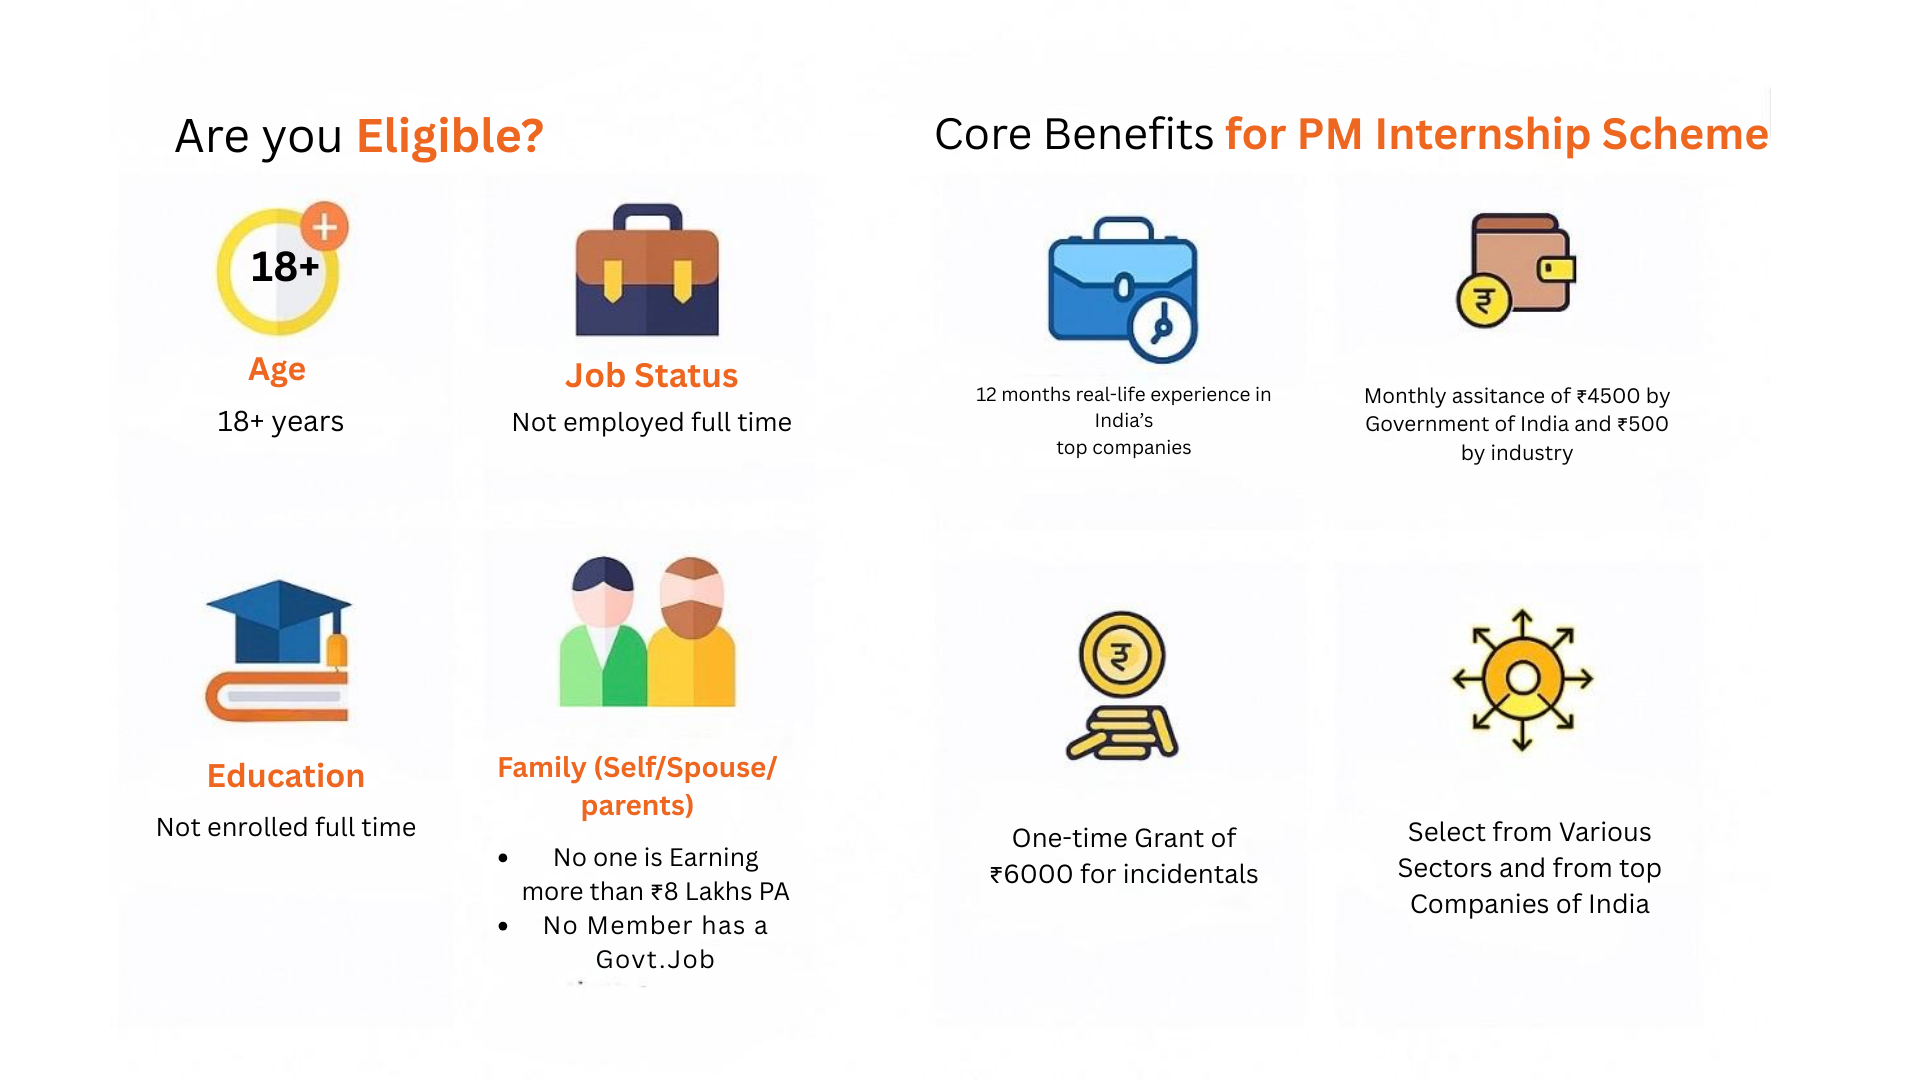 Are you Eligible?
18+
Age
18+ years
Job Status
Not employed full time
Education
Not enrolled full time
Family (Self/Spouse/
parents)
• No one is Earning
more than ₹8 Lakhs PA
• No Member has a
Govt.Job
Core Benefits for PM Internship Scheme
12 months real-life experience in
India’s
top companies
Monthly assitance of ₹4500 by
Government of India and ₹500
by industry
One-time Grant of
₹6000 for incidentals
Select from Various
Sectors and from top
Companies of India